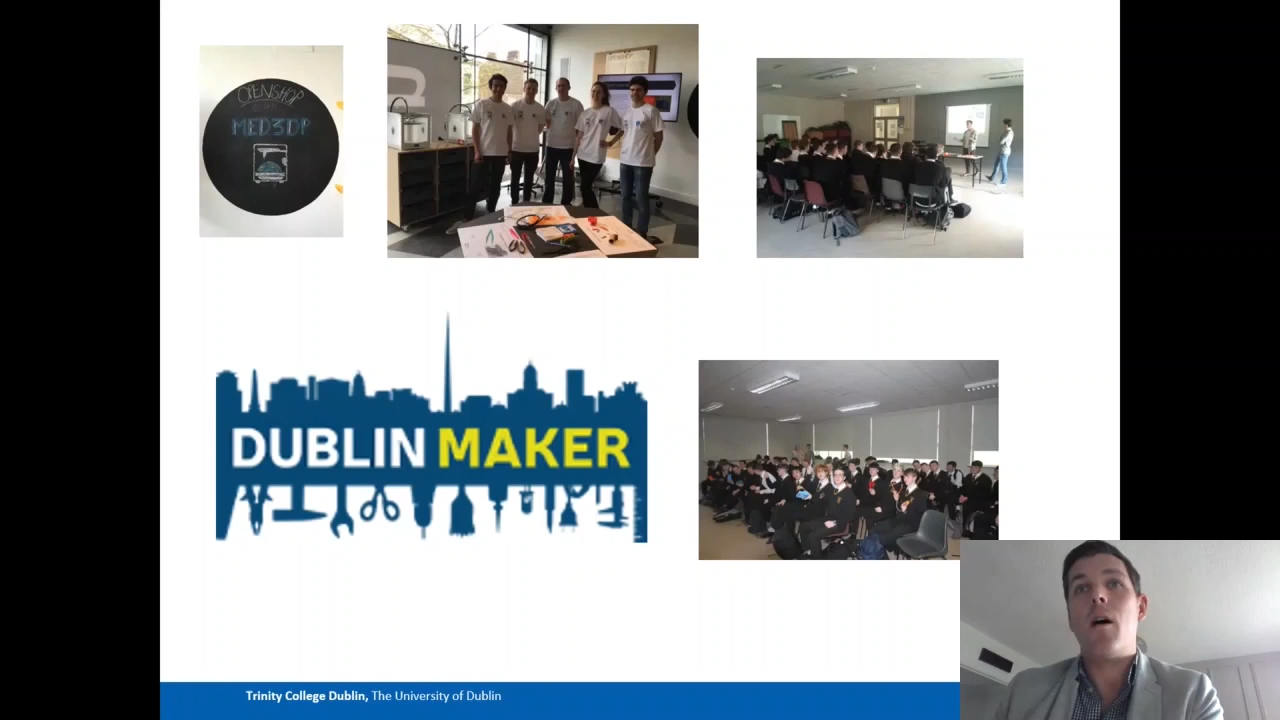 OPENSHOP
MED3DP
DUBLIN MAKER
Trinity College Dublin, The University of Dublin